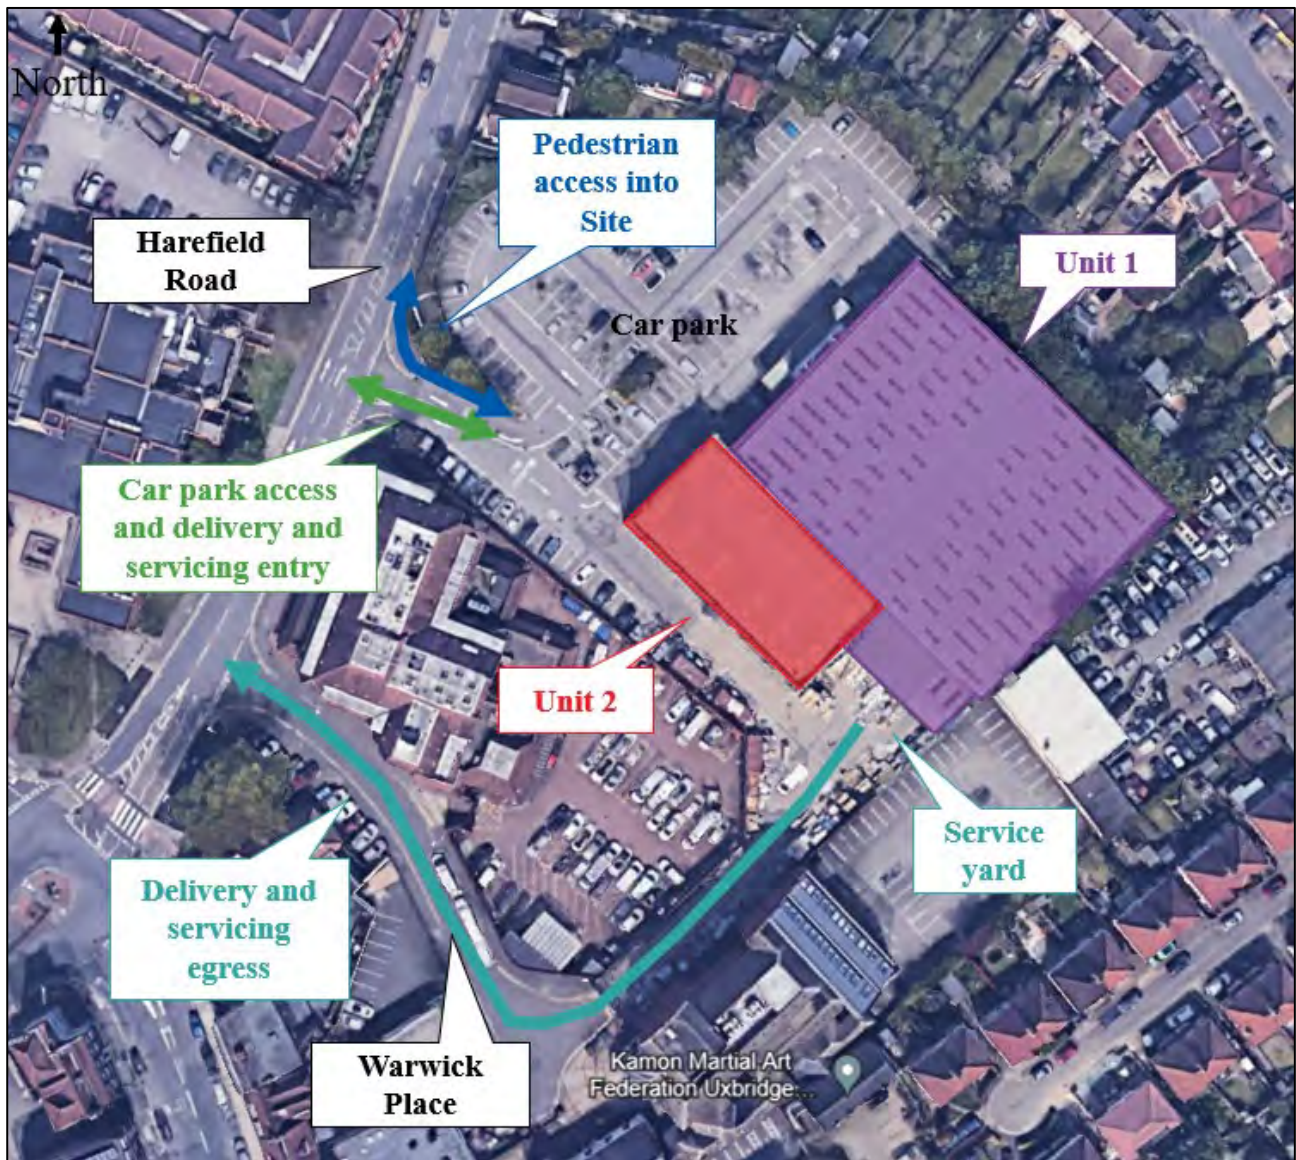 North
Pedestrian
access into
Site
Harefield
Road
Unit 1
Car park
Car park access
and delivery and
servicing entry
Unit 2
Service
yard
Delivery and
servicing
egress
Warwick
Place
Kamon Martial Art
Federation Uxbridge...